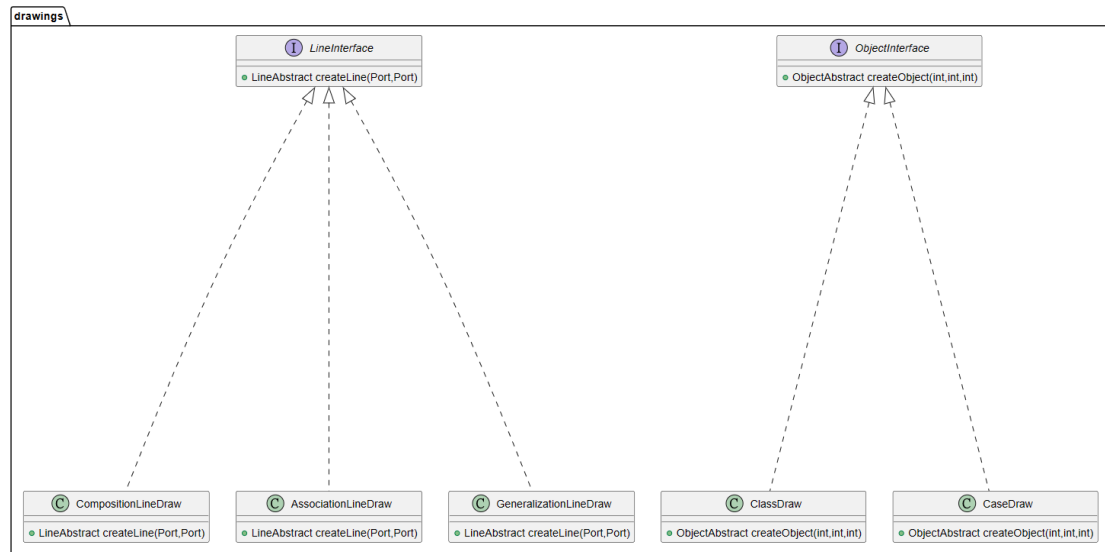 drawings
I LineInterface
LineAbstract createLine(Port,Port)
I ObjectInterface
ObjectAbstract createObject(int,int,int)
C CompositionLineDraw
LineAbstract createLine(Port,Port)
C AssociationLineDraw
LineAbstract createLine(Port,Port)
C GeneralizationLineDraw
LineAbstract createLine(Port,Port)
C ClassDraw
ObjectAbstract createObject(int,int,int)
C CaseDraw
ObjectAbstract createObject(int,int,int)